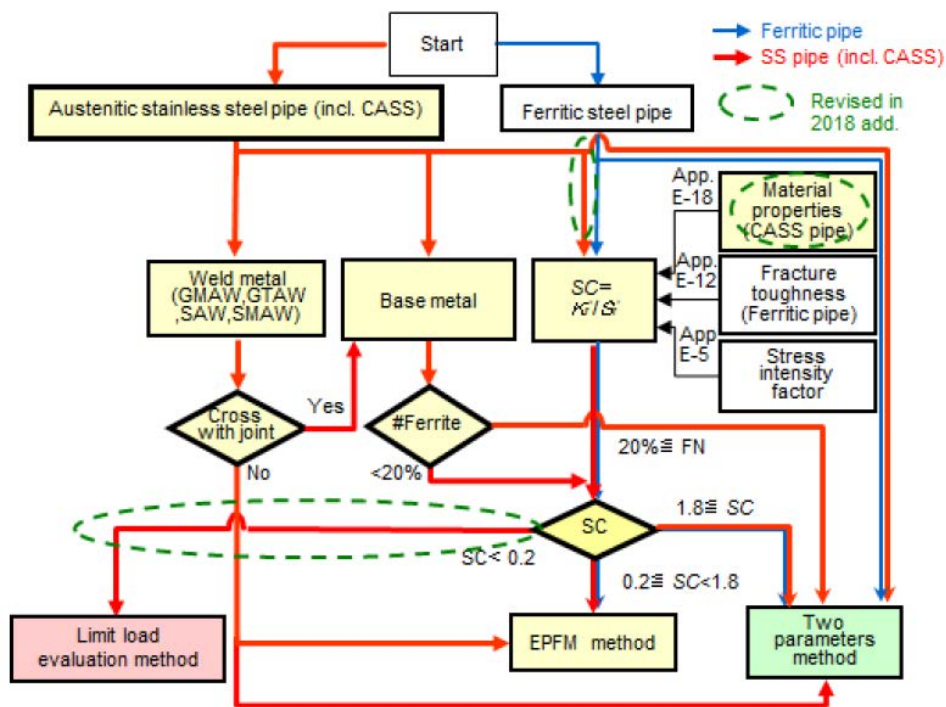 Start
Ferritic pipe
SS pipe (incl. CASS)
Revised in
2018 add.
Austenitic stainless steel pipe (incl. CASS)
Ferritic steel pipe
App.
E-18
Material
properties
(CASS pipe)
App.
E-12
Fracture
toughness
(Ferritic pipe)
App
E-5
Stress
intensity
factor
Weld metal
(GMAW,GTAW
,SAW,SMAW)
Base metal
SC=
Cross
with joint
Yes
No
#Ferrite
<20%
20%≦ FN
SC
1.8≦ SC
SC< 0.2
0.2≦ SC<1.8
Limit load
evaluation method
EPFM method
Two
parameters
method